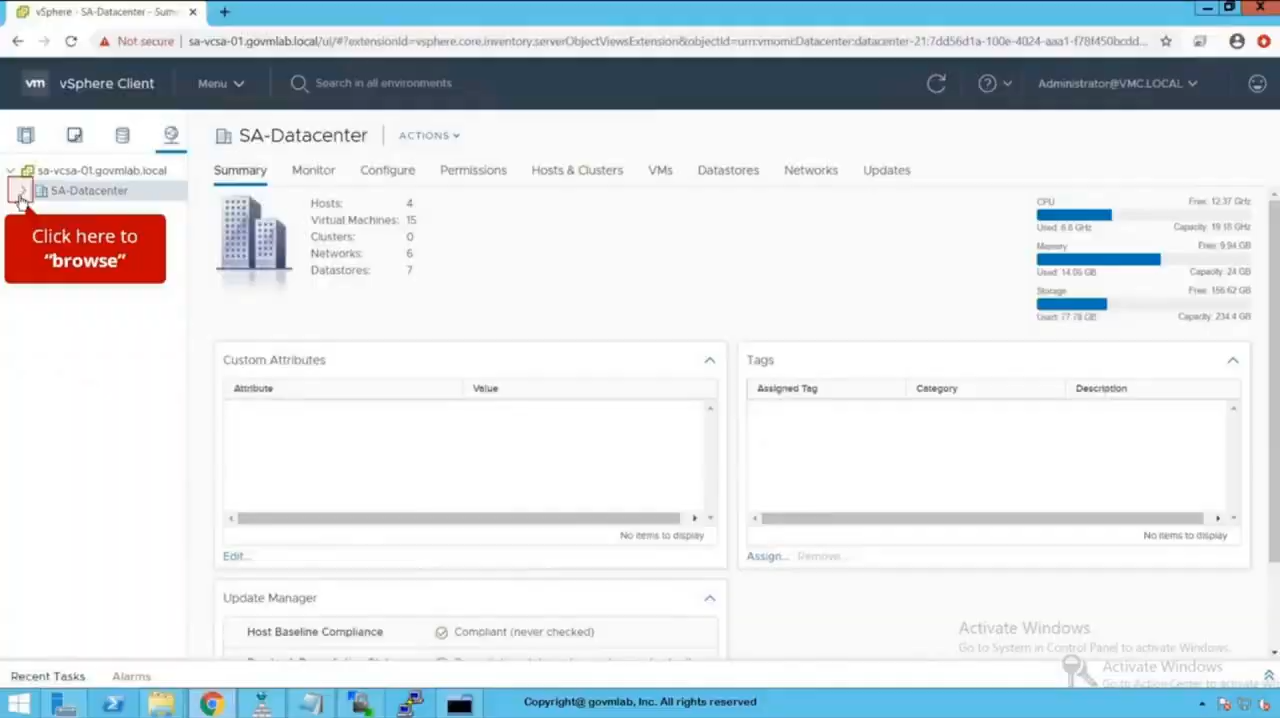 vSphere - SA-Datacenter - Sum
Not secure
sa-vcsa-01.govmlab.local/ui/#?extensionId=vsphere.core.inventory.serverObjectViewsExtension&objectId=urn:vmomi:Datacenter:datacenter-21:7dd56d1a-100e-4024-aaa1-f78f450bcdd...
vm vSphere Client
Menu
Search in all environments
Administrator@VMC.LOCAL
SA-Datacenter
ACTIONS
sa-vcsa-01.govmlab.local
SA-Datacenter
Click here to
“browse”
Summary Monitor Configure Permissions Hosts & Clusters VMs Datastores Networks Updates
Hosts: 4
Virtual Machines: 15
Clusters: 0
Networks: 6
Datastores: 7
CPU Free: 12.37 GHz
Used: 6.8 GHz Capacity: 19.18 GHz
Memory Free: 9.94 GB
Used: 14.06 GB Capacity: 24 GB
Storage Free: 156.62 GB
Used: 77.78 GB Capacity: 234.4 GB
Custom Attributes
Attribute Value
No items to display
Edit...
Tags
Assigned Tag Category Description
No items to display
Assign... Remove...
Update Manager
Host Baseline Compliance Compliant (never checked)
Activate Windows
Go to System in Control Panel to activate Windows.
Activate Windows
Go to Action Center to activate
Recent Tasks Alarms
Copyright@ govmlab, Inc. All rights reserved